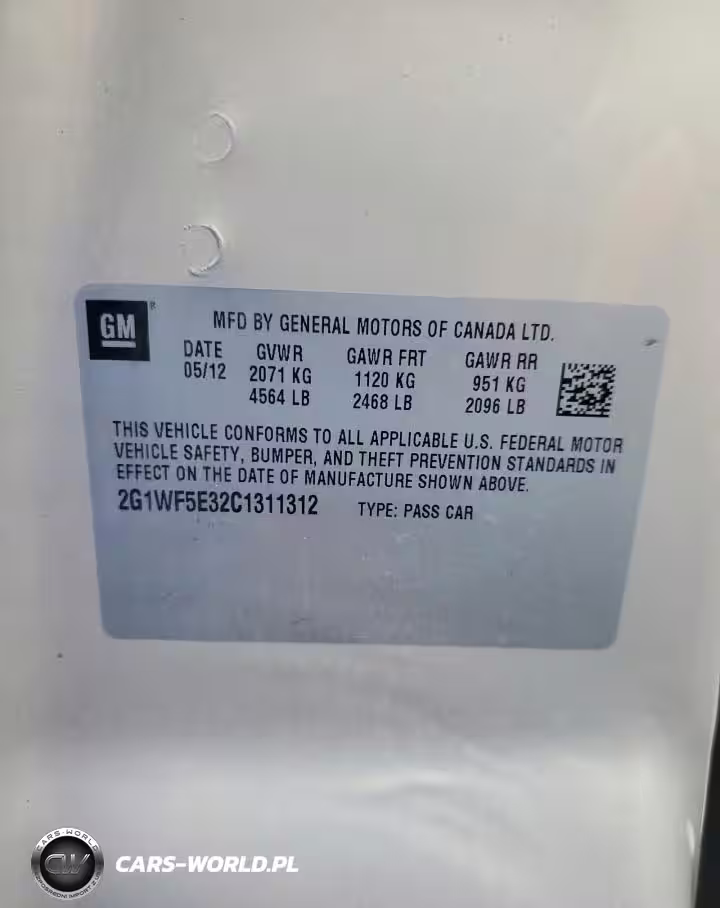 GM ®
MFD BY GENERAL MOTORS OF CANADA LTD.
DATE GVWR GAWR FRT GAWR RR
05/12 2071 KG 1120 KG 951 KG
4564 LB 2468 LB 2096 LB
THIS VEHICLE CONFORMS TO ALL APPLICABLE U.S. FEDERAL MOTOR
VEHICLE SAFETY, BUMPER, AND THEFT PREVENTION STANDARDS IN
EFFECT ON THE DATE OF MANUFACTURE SHOWN ABOVE.
2G1WF5E32C1311312 TYPE: PASS CAR
CARS-WORLD
CW
CARS-WORLD.PL